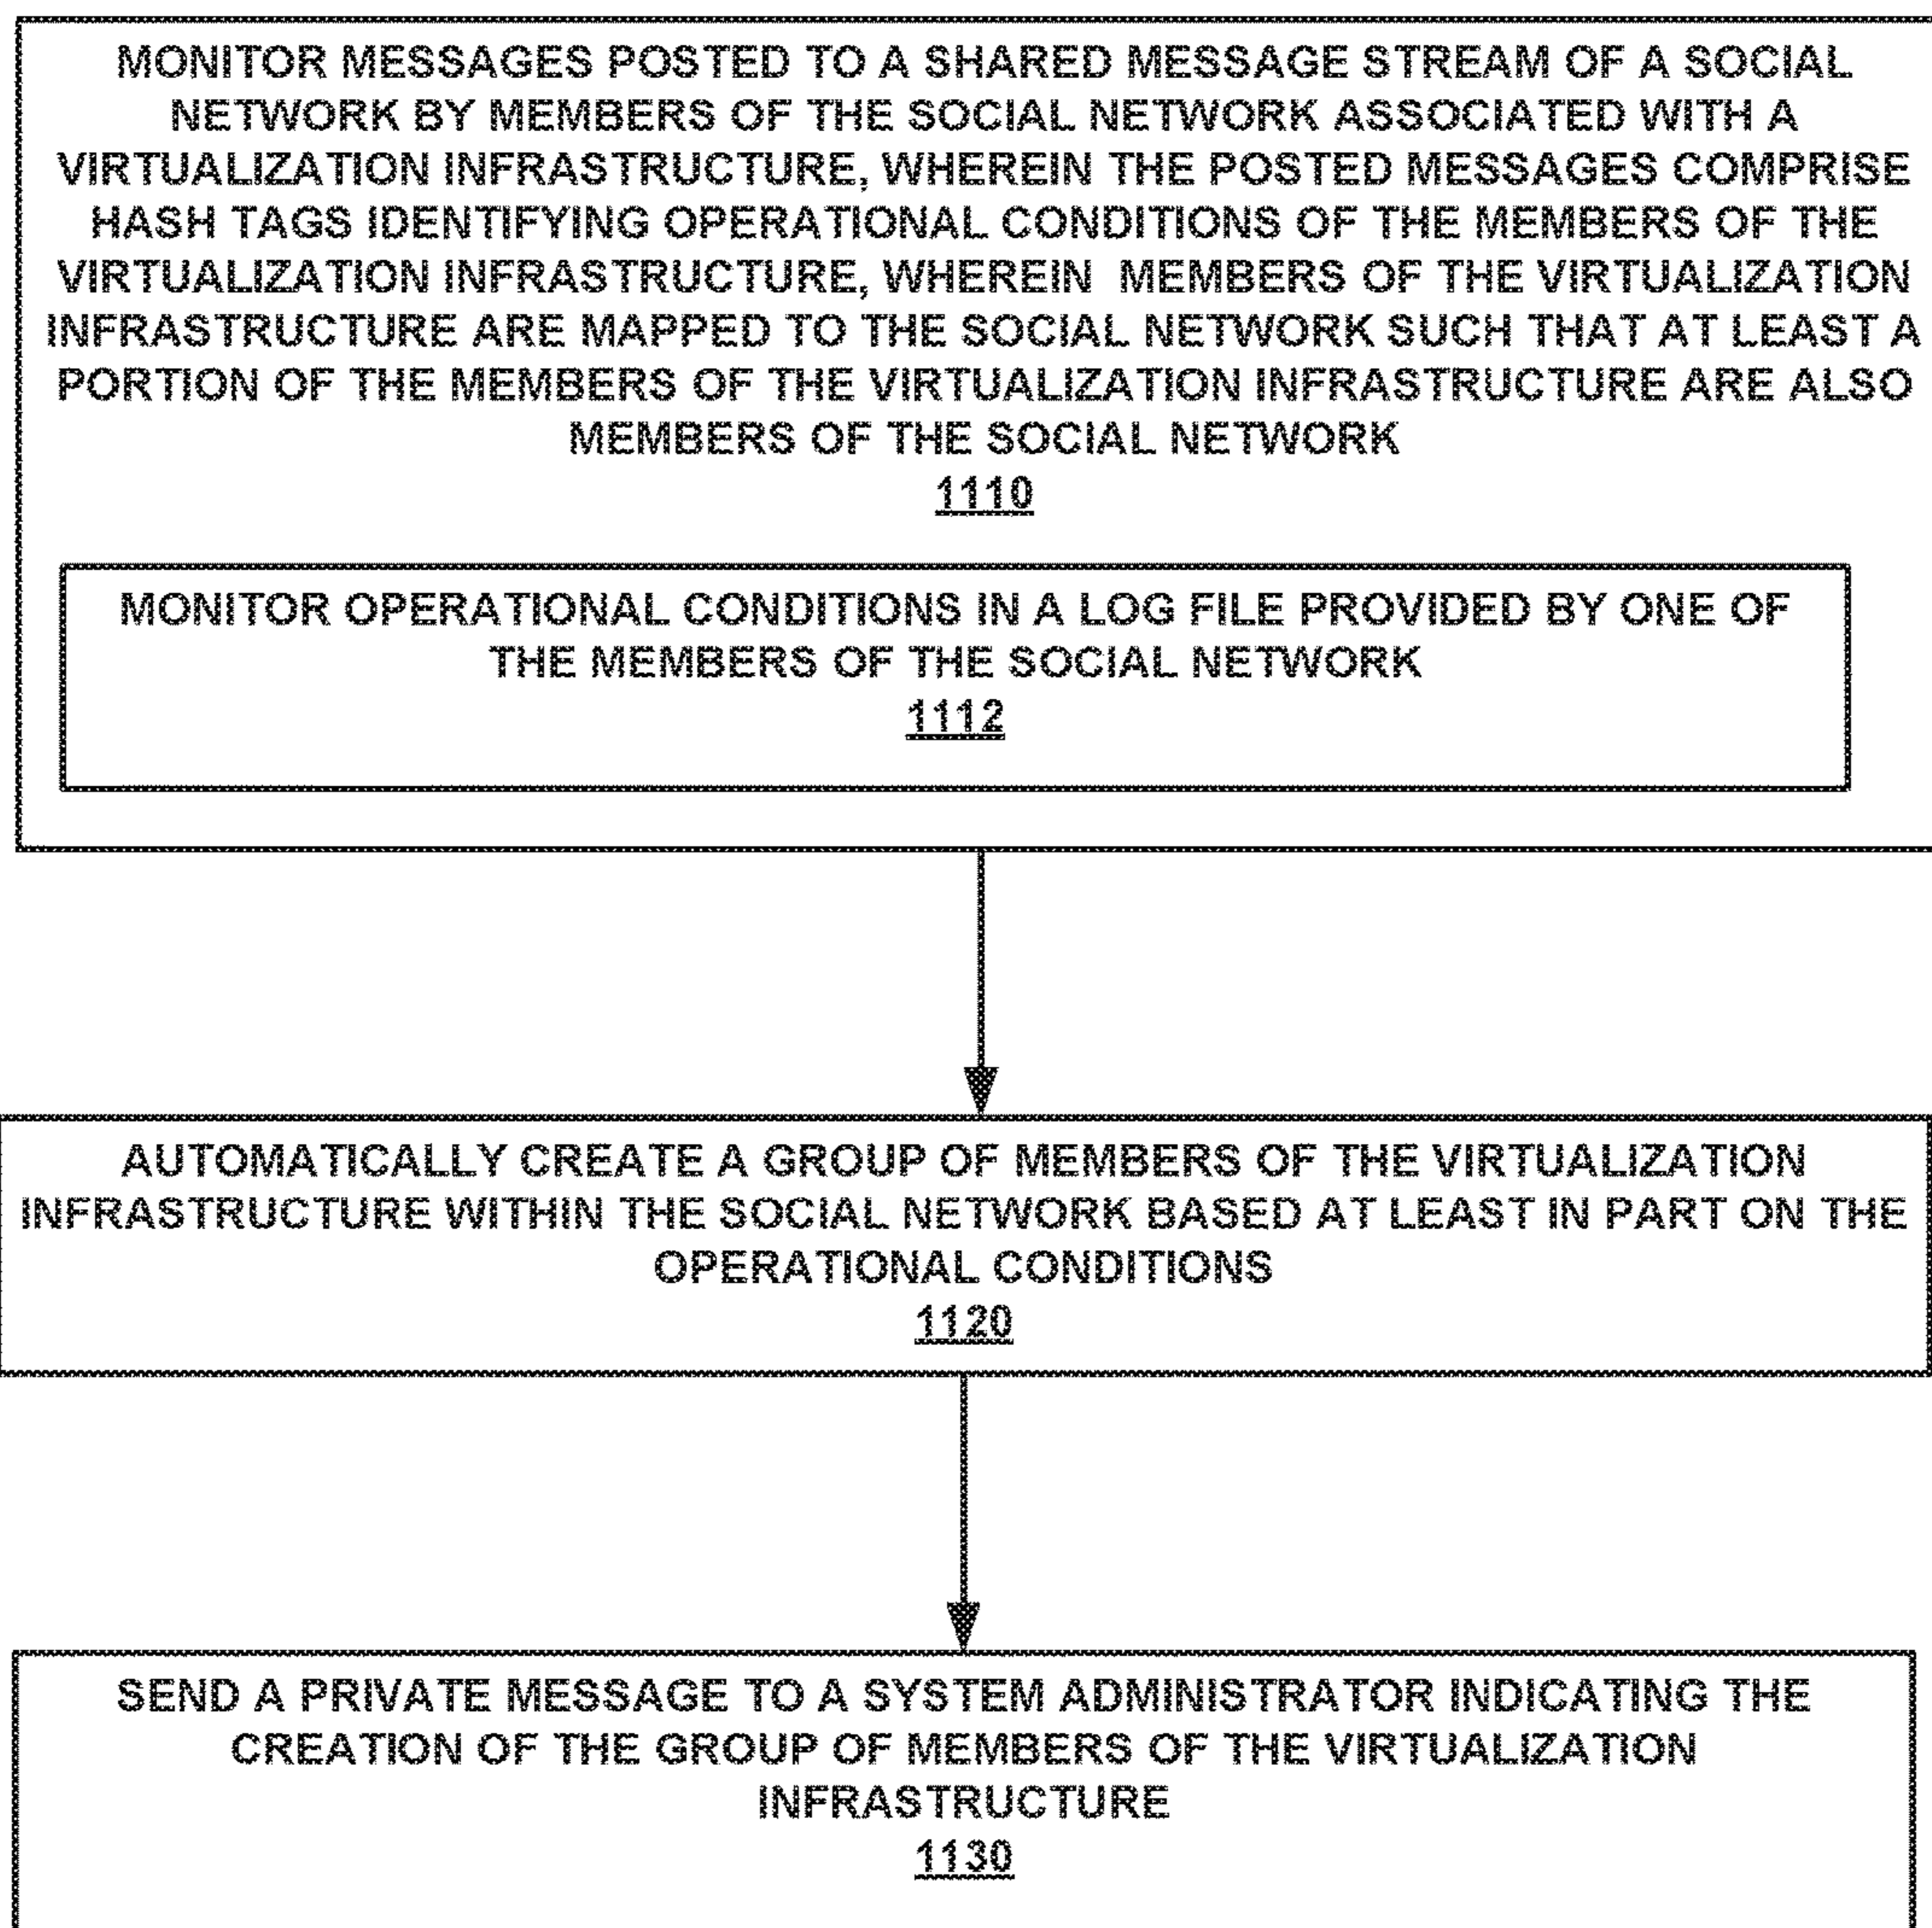 MONITOR MESSAGES POSTED TO A SHARED MESSAGE STREAM OF A SOCIAL
NETWORK BY MEMBERS OF THE SOCIAL NETWORK ASSOCIATED WITH A
VIRTUALIZATION INFRASTRUCTURE, WHEREIN THE POSTED MESSAGES COMPRISE
HASH TAGS IDENTIFYING OPERATIONAL CONDITIONS OF THE MEMBERS OF THE
VIRTUALIZATION INFRASTRUCTURE, WHEREIN MEMBERS OF THE VIRTUALIZATION
INFRASTRUCTURE ARE MAPPED TO THE SOCIAL NETWORK SUCH THAT AT LEAST A
PORTION OF THE MEMBERS OF THE VIRTUALIZATION INFRASTRUCTURE ARE ALSO
MEMBERS OF THE SOCIAL NETWORK
1110
MONITOR OPERATIONAL CONDITIONS IN A LOG FILE PROVIDED BY ONE OF
THE MEMBERS OF THE SOCIAL NETWORK
1112
AUTOMATICALLY CREATE A GROUP OF MEMBERS OF THE VIRTUALIZATION
INFRASTRUCTURE WITHIN THE SOCIAL NETWORK BASED AT LEAST IN PART ON THE
OPERATIONAL CONDITIONS
1120
SEND A PRIVATE MESSAGE TO A SYSTEM ADMINISTRATOR INDICATING THE
CREATION OF THE GROUP OF MEMBERS OF THE VIRTUALIZATION
INFRASTRUCTURE
1130